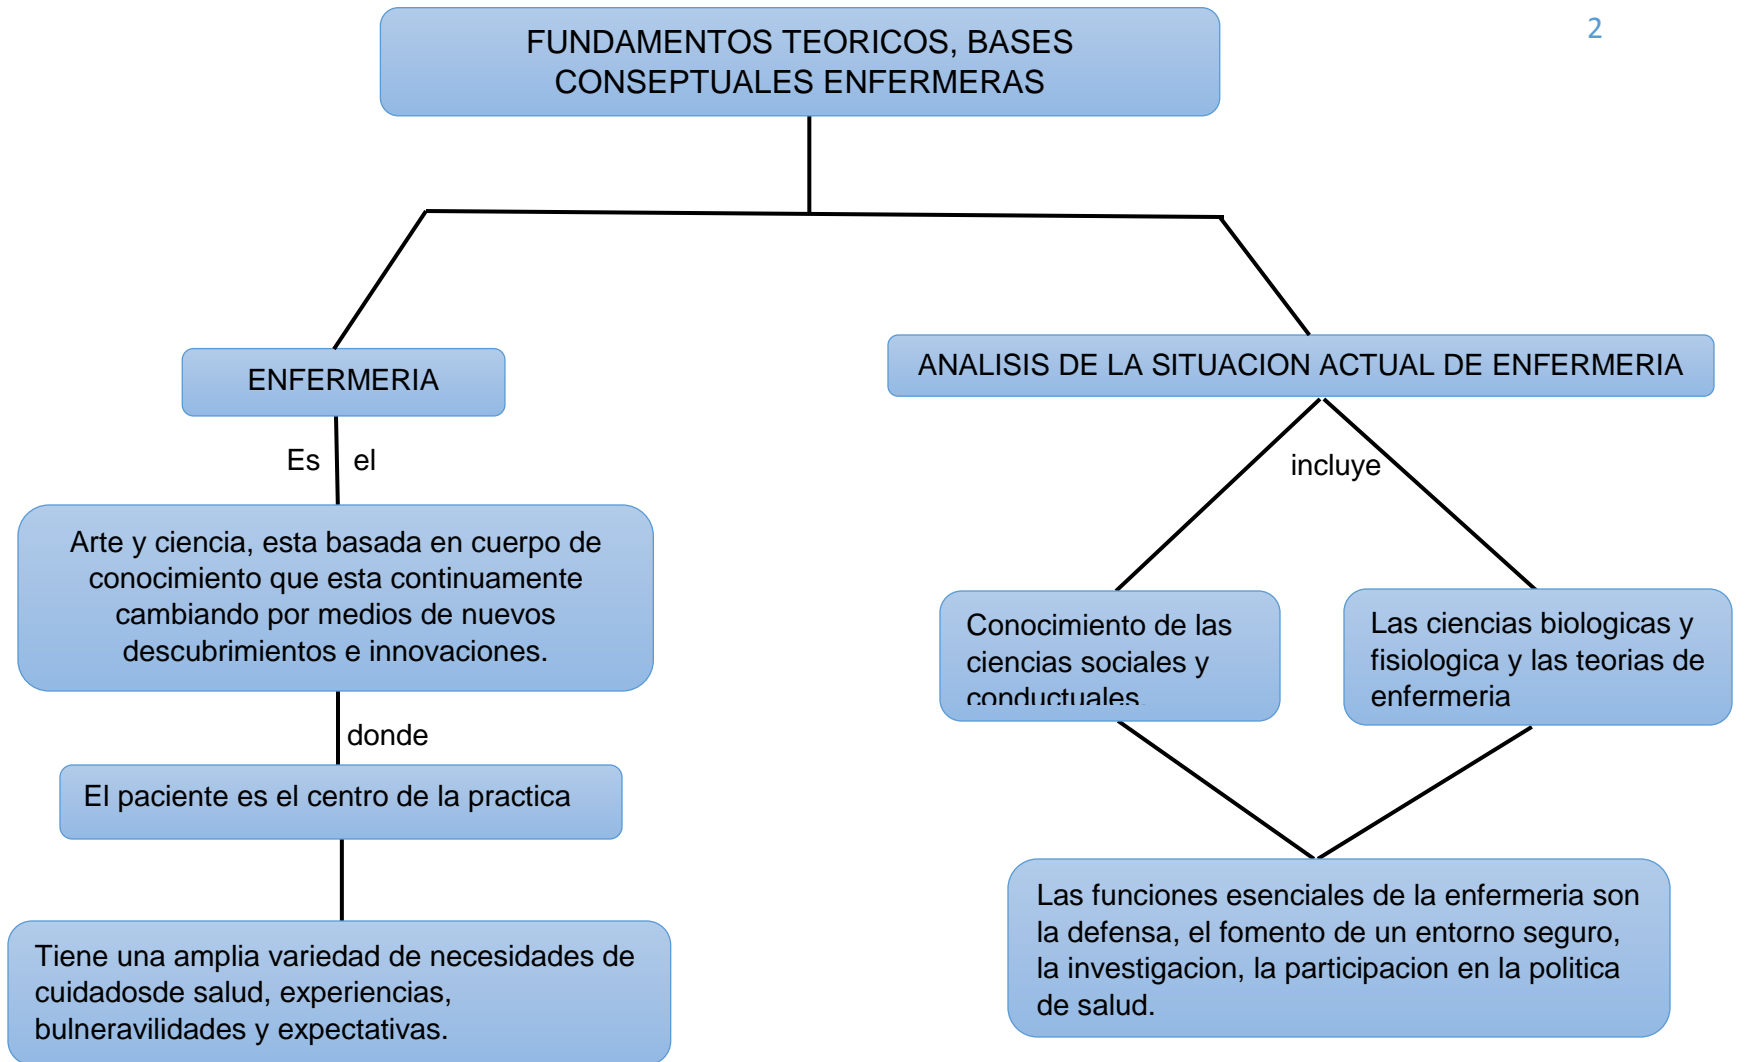 2
FUNDAMENTOS TEORICOS, BASES
CONSEPTUALES ENFERMERAS
ENFERMERIA
Es el
Arte y ciencia, esta basada en cuerpo de
conocimiento que esta continuamente
cambiando por medios de nuevos
descubrimientos e innovaciones.
donde
El paciente es el centro de la practica
Tiene una amplia variedad de necesidades de
cuidadosde salud, experiencias,
bulneravilidades y expectativas.
ANALISIS DE LA SITUACION ACTUAL DE ENFERMERIA
incluye
Conocimiento de las
ciencias sociales y
conductuales.
Las ciencias biologicas y
fisiologica y las teorias de
enfermeria
Las funciones esenciales de la enfermeria son
la defensa, el fomento de un entorno seguro,
la investigacion, la participacion en la politica
de salud.